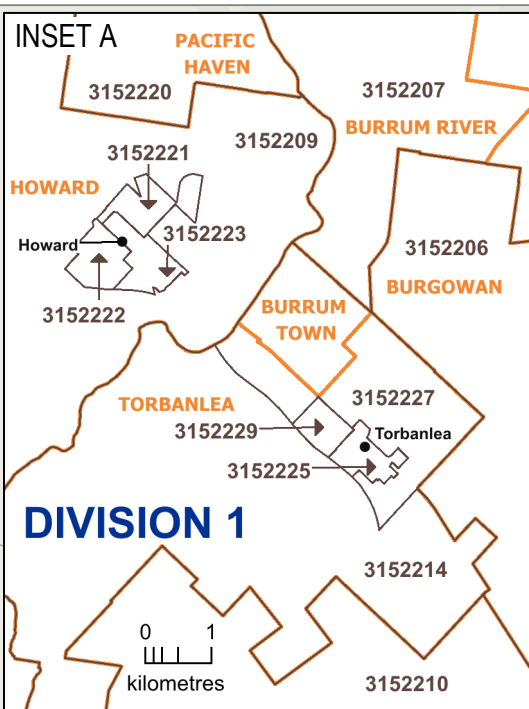 INSET A
PACIFIC
HAVEN
3152220
3152207
BURRUM RIVER
3152209
3152221
HOWARD
3152223
Howard
3152206
BURGOWAN
3152222
BURRUM
TOWN
TORBANLEA
3152227
3152229
Torbanlea
3152225
DIVISION 1
3152214
0 1
kilometres
3152210